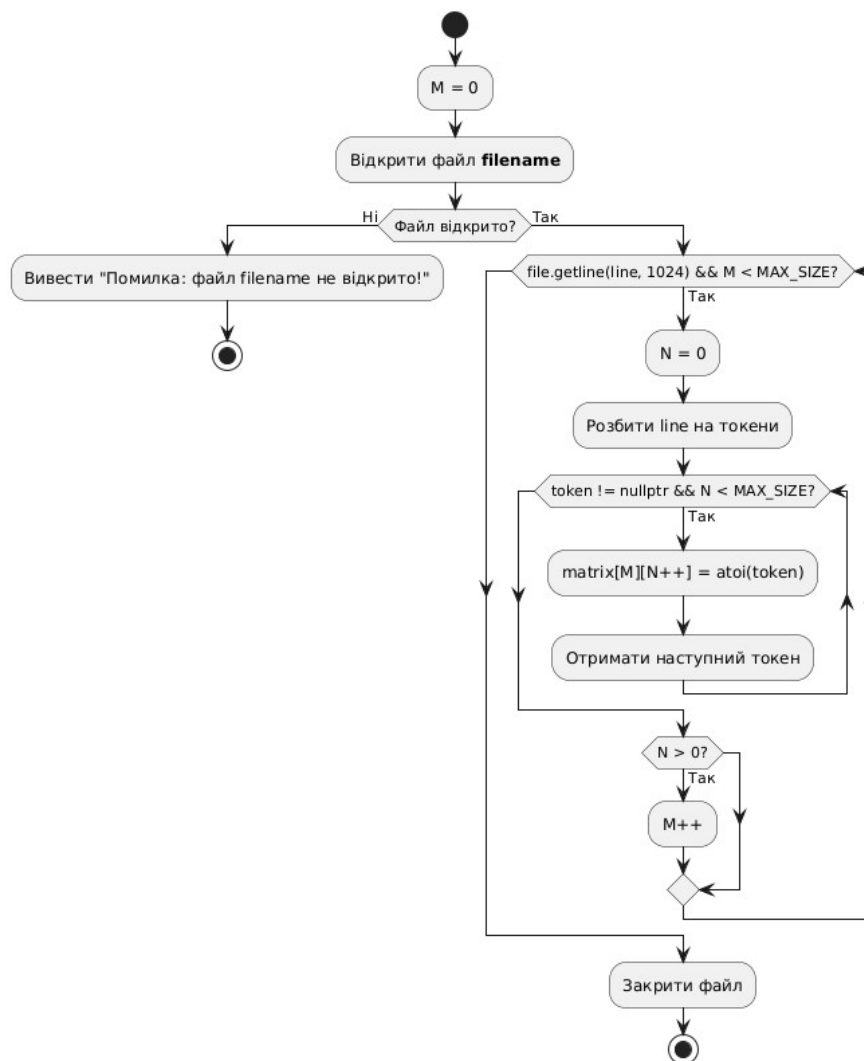 M = 0
Відкрити файл filename
Файл відкрито?
Ні
Так
Вивести "Помилка: файл filename не відкрито!"
file.getline(line, 1024) && M < MAX_SIZE?
Так
N = 0
Розбити line на токени
token != nullptr && N < MAX_SIZE?
Так
matrix[M][N++] = atoi(token)
Отримати наступний токен
N > 0?
Так
M++
Закрити файл